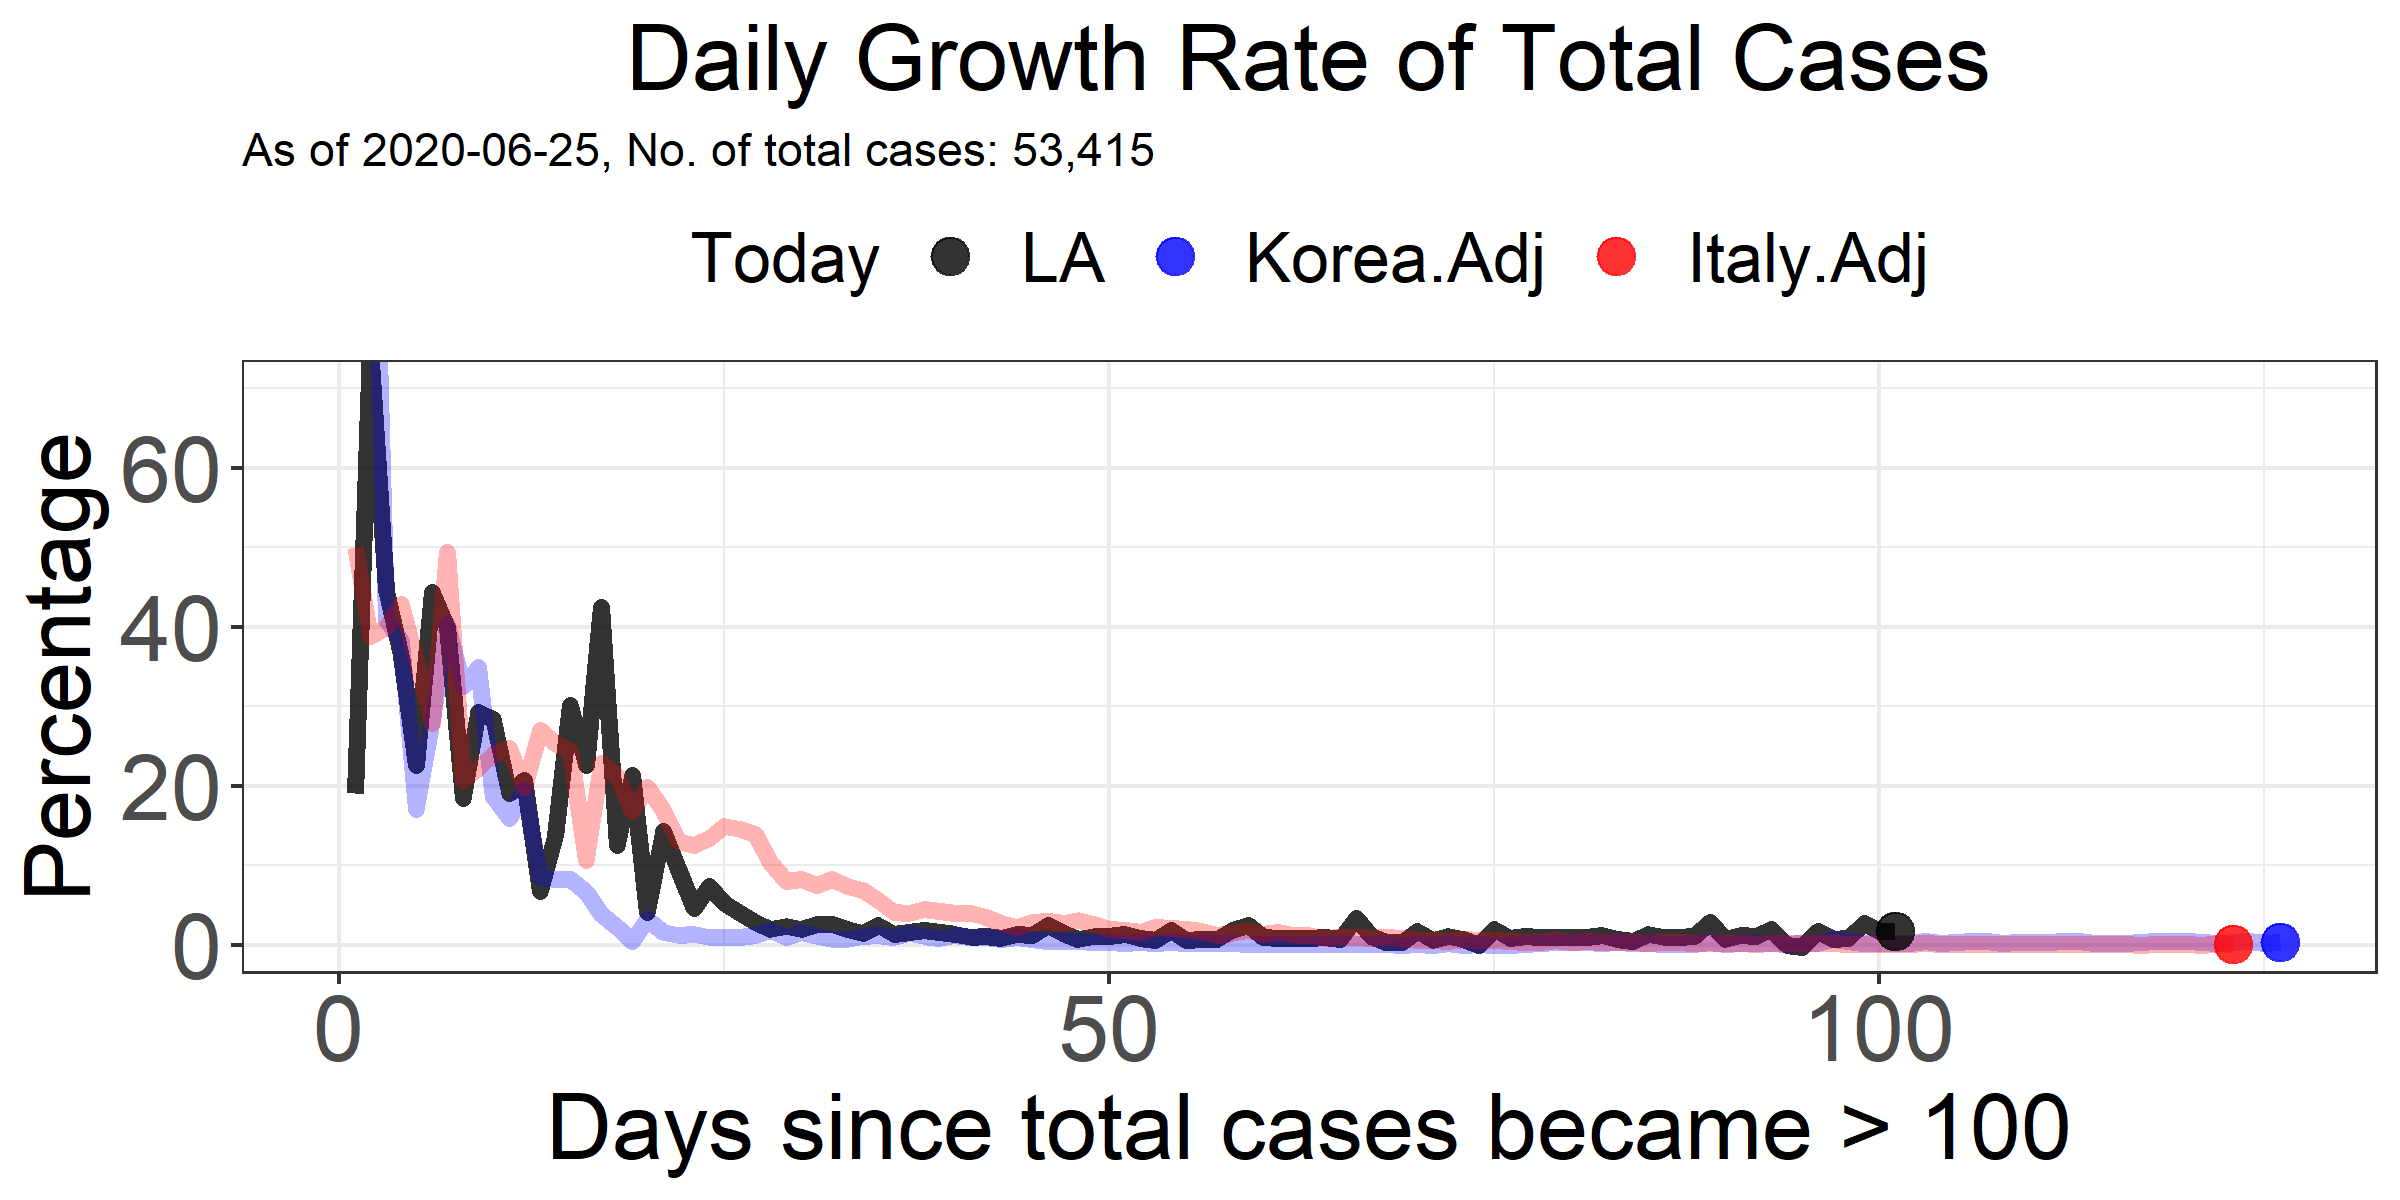 Daily Growth Rate of Total Cases
As of 2020-06-25, No. of total cases: 53,415
Today LA Korea.Adj Italy.Adj
Percentage
60
40
20
0
0 50 100
Days since total cases became > 100